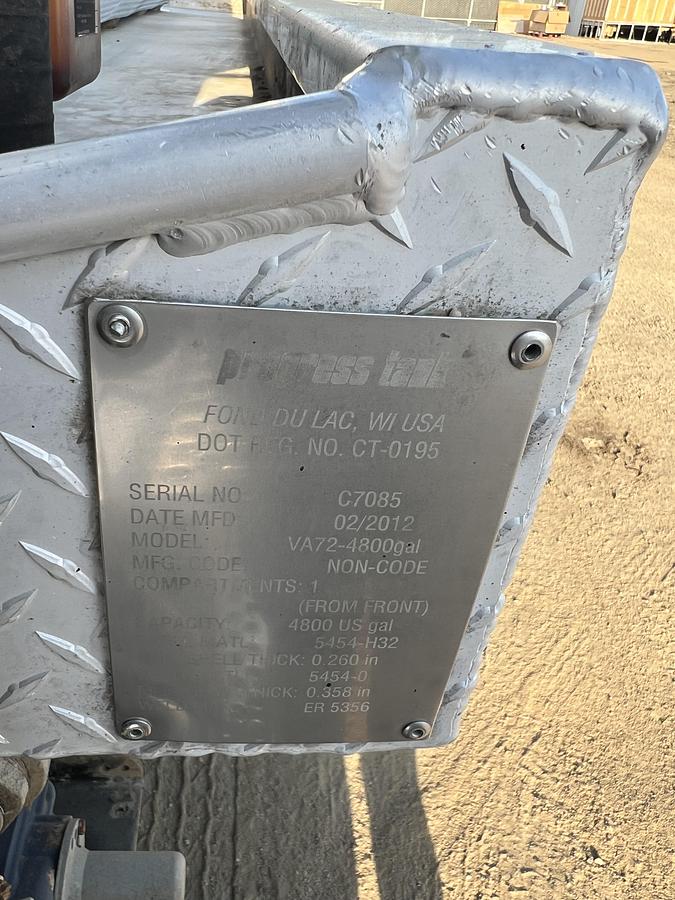 progress tank
FOND DU LAC, WI USA
DOT REG. NO. CT-0195
SERIAL NO C7085
DATE MFD 02/2012
MODEL: VA72-4800gal
MFG. CODE NON-CODE
COMPARTMENTS: 1
(FROM FRONT)
CAPACITY: 4800 US gal
MATL: 5454-H32
SHELL THICK: 0.260 in
5454-0
THICK: 0.358 in
ER 5356